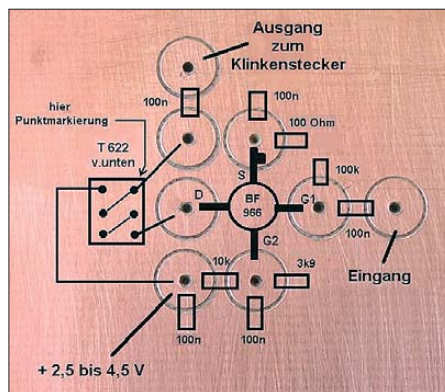 Ausgang
zum
Klinkenstecker
hier
Punktmarkierung
100n
100n
T 622
v.unten
100 Ohm
S
100k
D
BF
966
G1
100n
G2
Eingang
10k
3k9
100n
100n
+ 2,5 bis 4,5 V